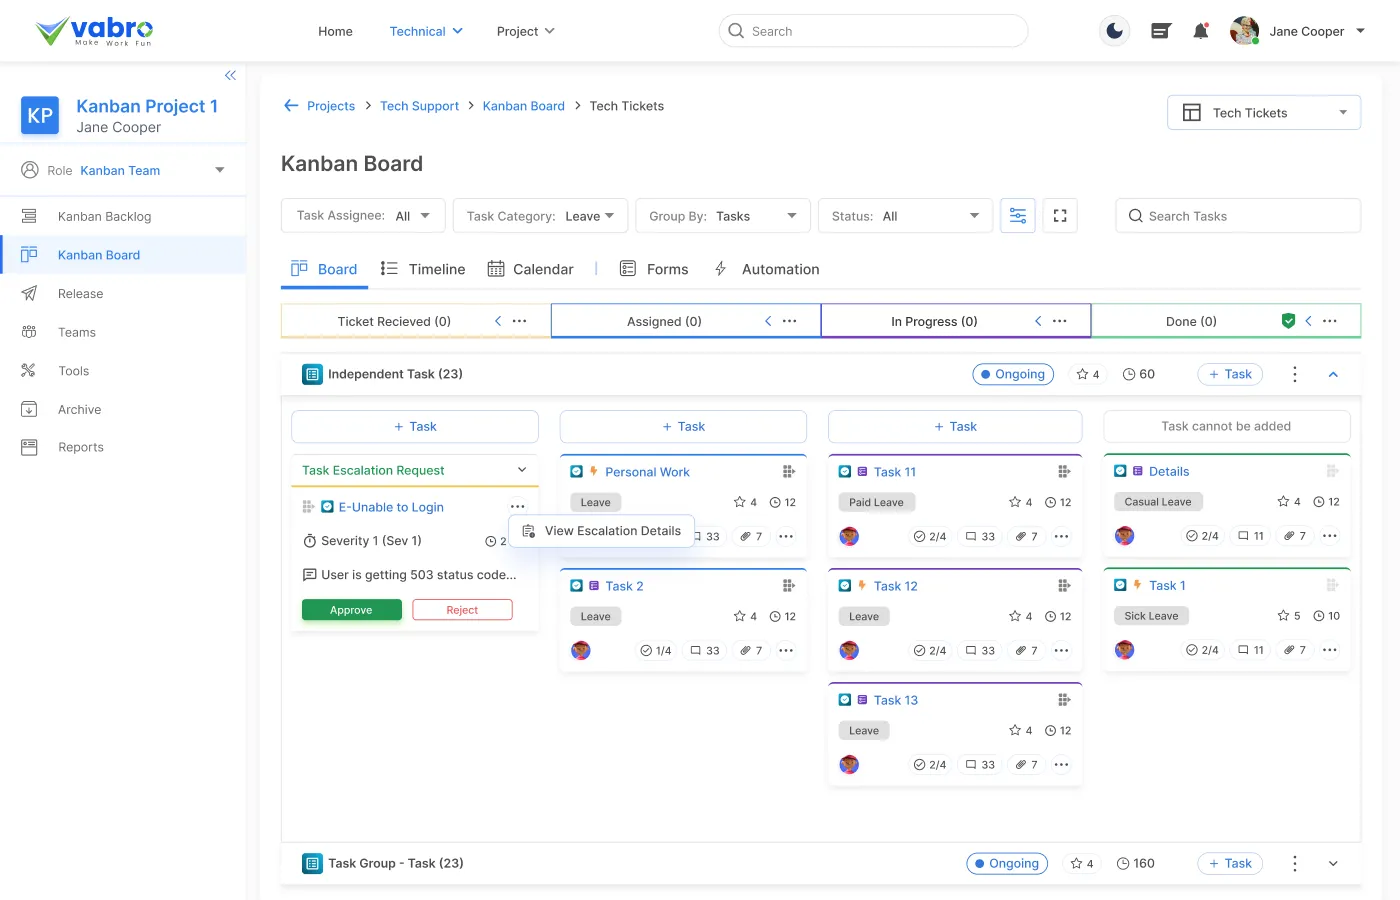 vabro
Make Work Fun
Home
Technical
Project
Search
Jane Cooper
KP
Kanban Project 1
Jane Cooper
Role Kanban Team
Kanban Backlog
Kanban Board
Release
Teams
Tools
Archive
Reports
Projects > Tech Support > Kanban Board > Tech Tickets
Tech Tickets
Kanban Board
Task Assignee: All
Task Category: Leave
Group By: Tasks
Status: All
Search Tasks
Board
Timeline
Calendar
Forms
Automation
Ticket Recieved (0)
Assigned (0)
In Progress (0)
Done (0)
Independent Task (23)
Ongoing
4
60
+ Task
+ Task
Task Escalation Request
E-Unable to Login
Severity 1 (Sev 1)
2
User is getting 503 status code...
Approve
Reject
View Escalation Details
+ Task
Personal Work
Leave
4
12
33
7
Task 2
Leave
4
12
1/4
33
7
+ Task
Task 11
Paid Leave
4
12
2/4
33
7
Task 12
Leave
4
12
2/4
33
7
Task 13
Leave
4
12
2/4
33
7
Task cannot be added
Details
Casual Leave
4
12
2/4
11
7
Task 1
Sick Leave
5
10
2/4
11
7
Task Group - Task (23)
Ongoing
4
160
+ Task